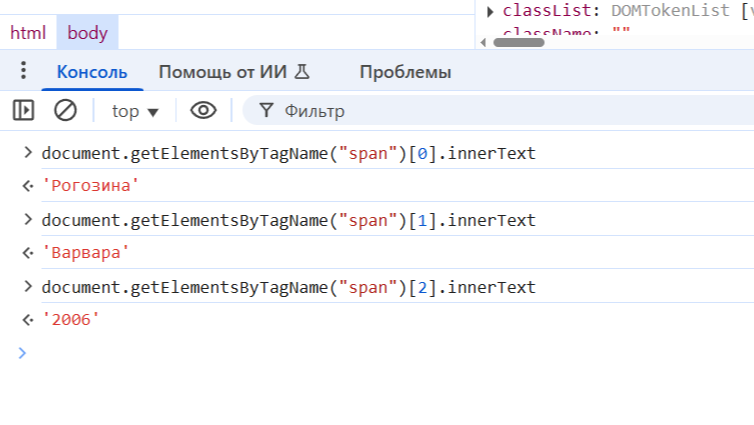 classList: DOMTokenList [
className: ""
html body
Консоль Помощь от ИИ Проблемы
top Фильтр
> document.getElementsByTagName("span")[0].innerText
'Рогозина'
> document.getElementsByTagName("span")[1].innerText
'Варвара'
> document.getElementsByTagName("span")[2].innerText
'2006'
>